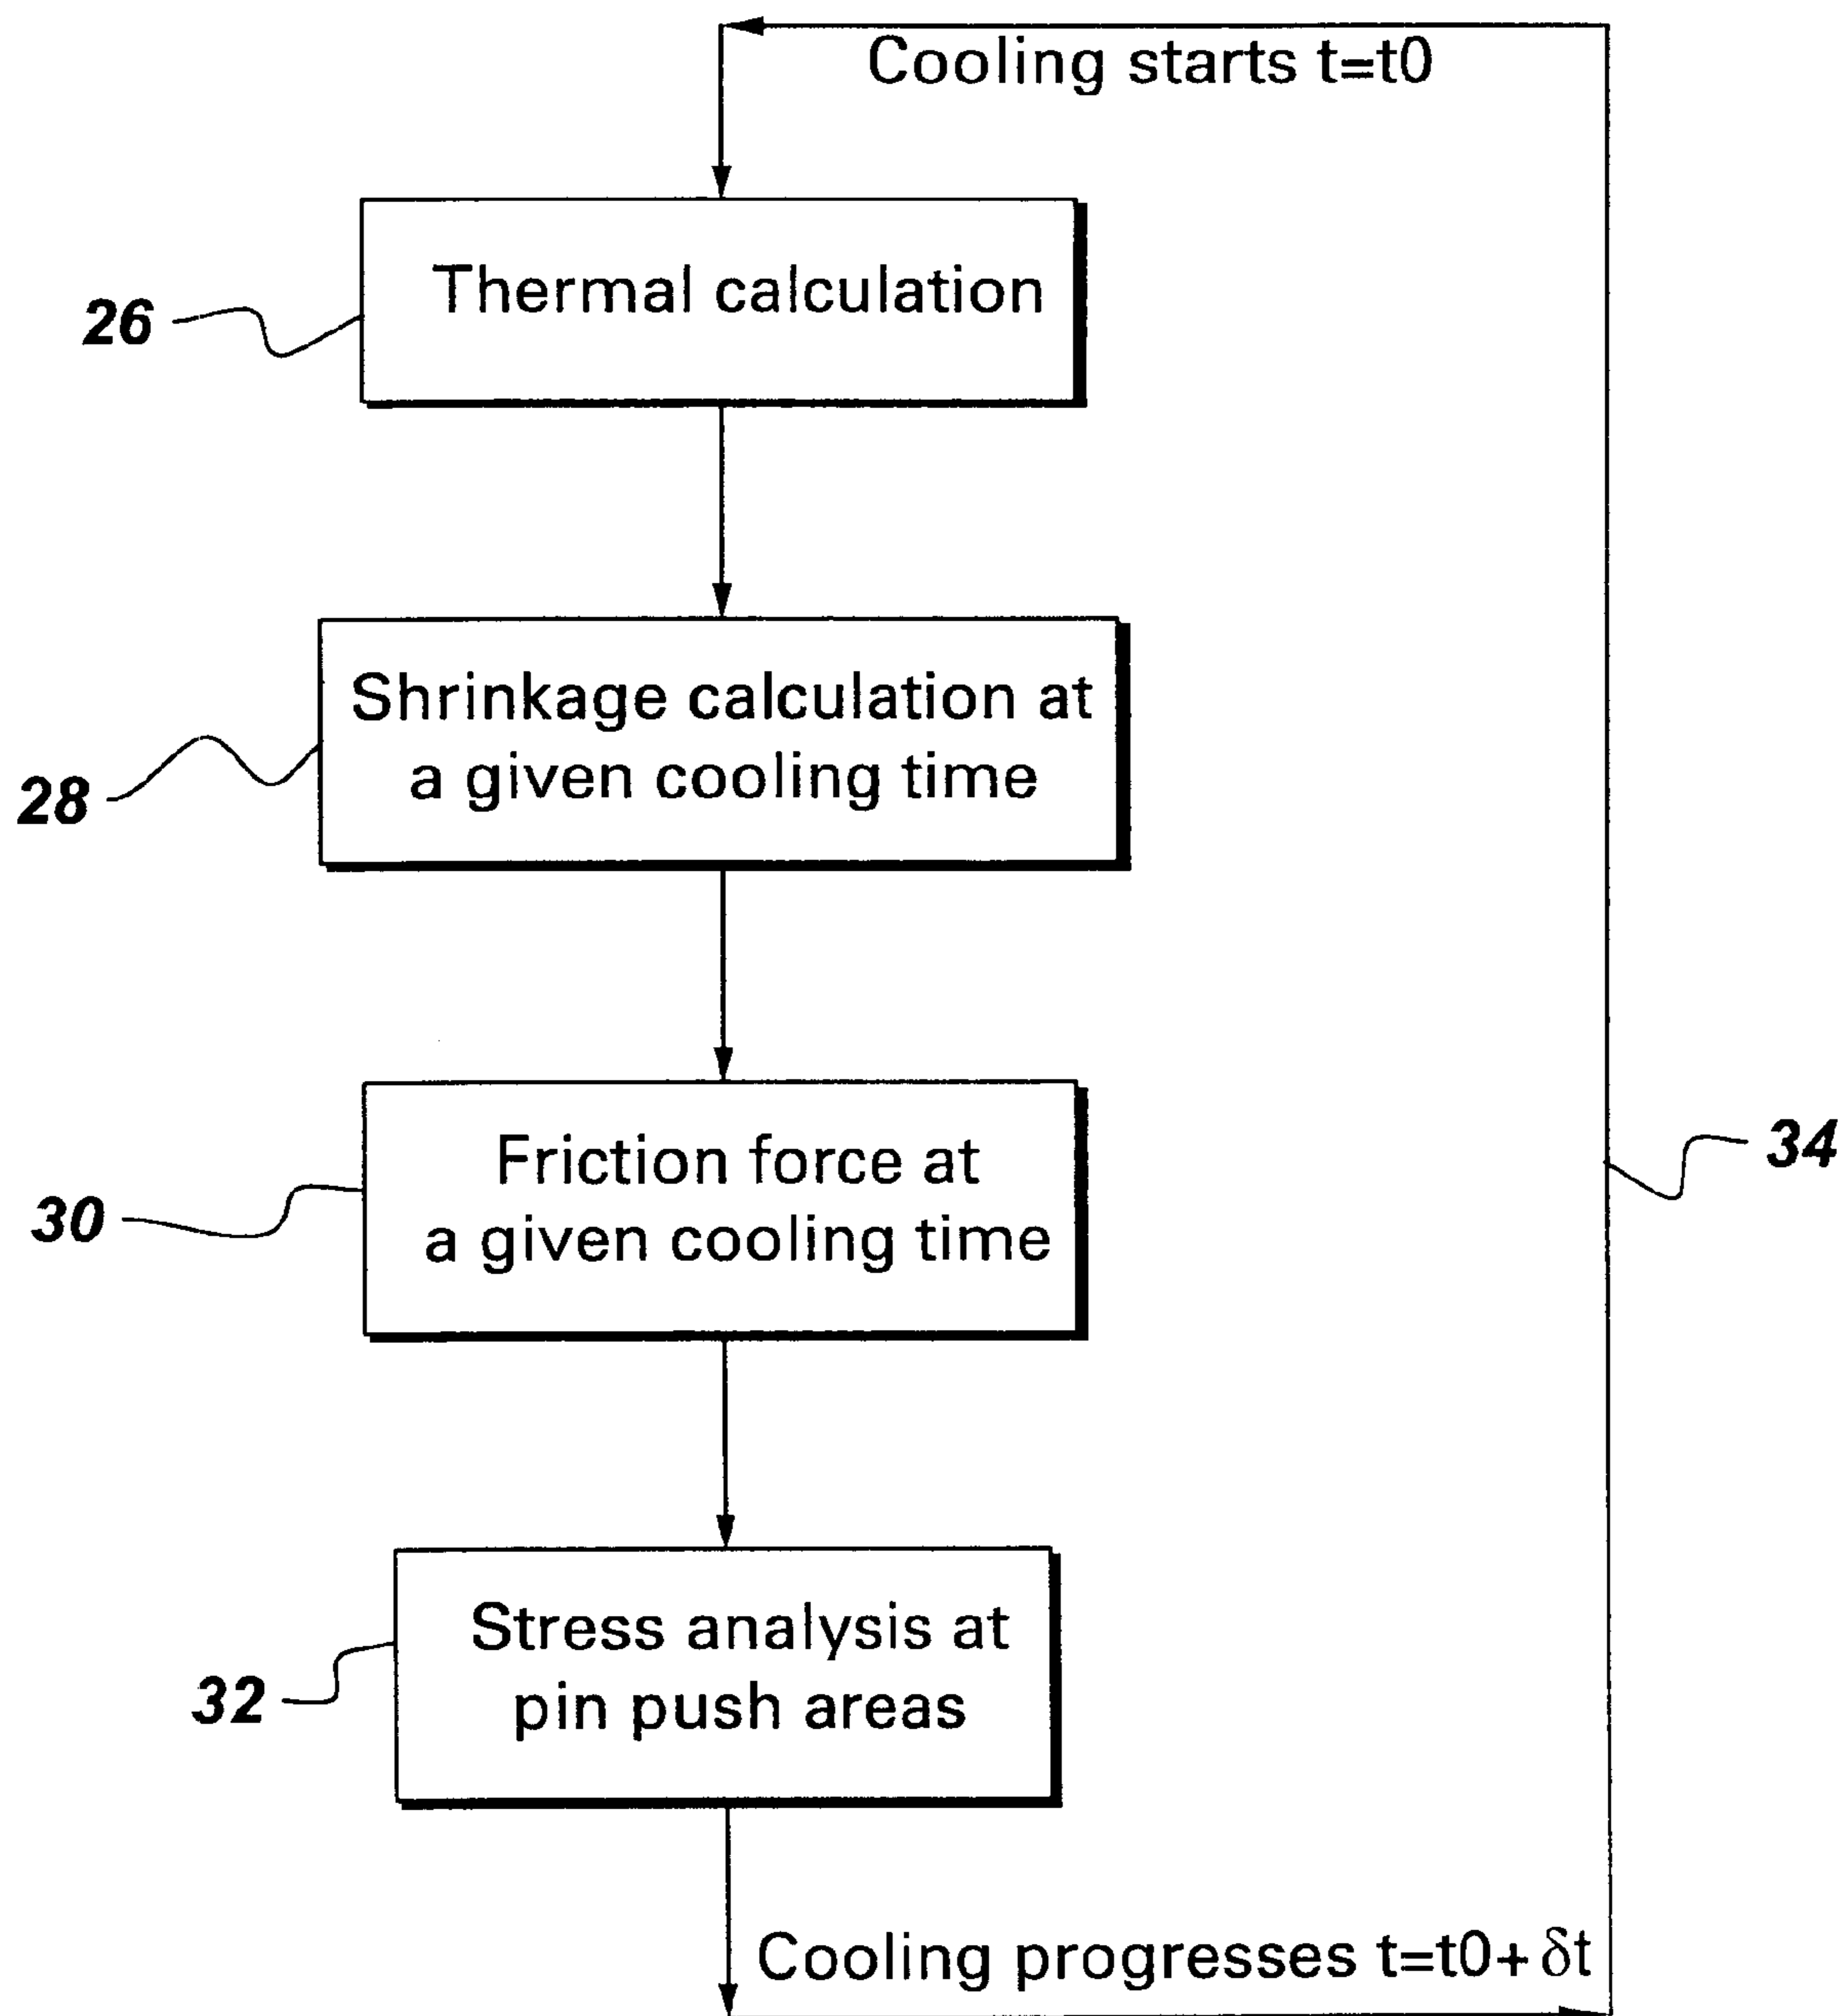 Cooling starts t=t0
Thermal calculation
26
Shrinkage calculation at
a given cooling time
28
Friction force at
a given cooling time
30
34
Stress analysis at
pin push areas
32
Cooling progresses t=t0+ δt